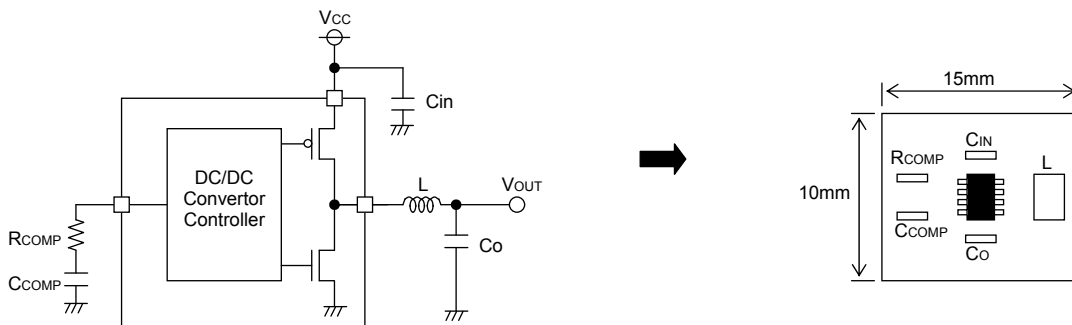 VCC
Cin
DC/DC
Convertor
Controller
L
VOUT
Co
RCOMP
CCOMP
15mm
10mm
CIN
RCOMP
L
CCOMP
CO